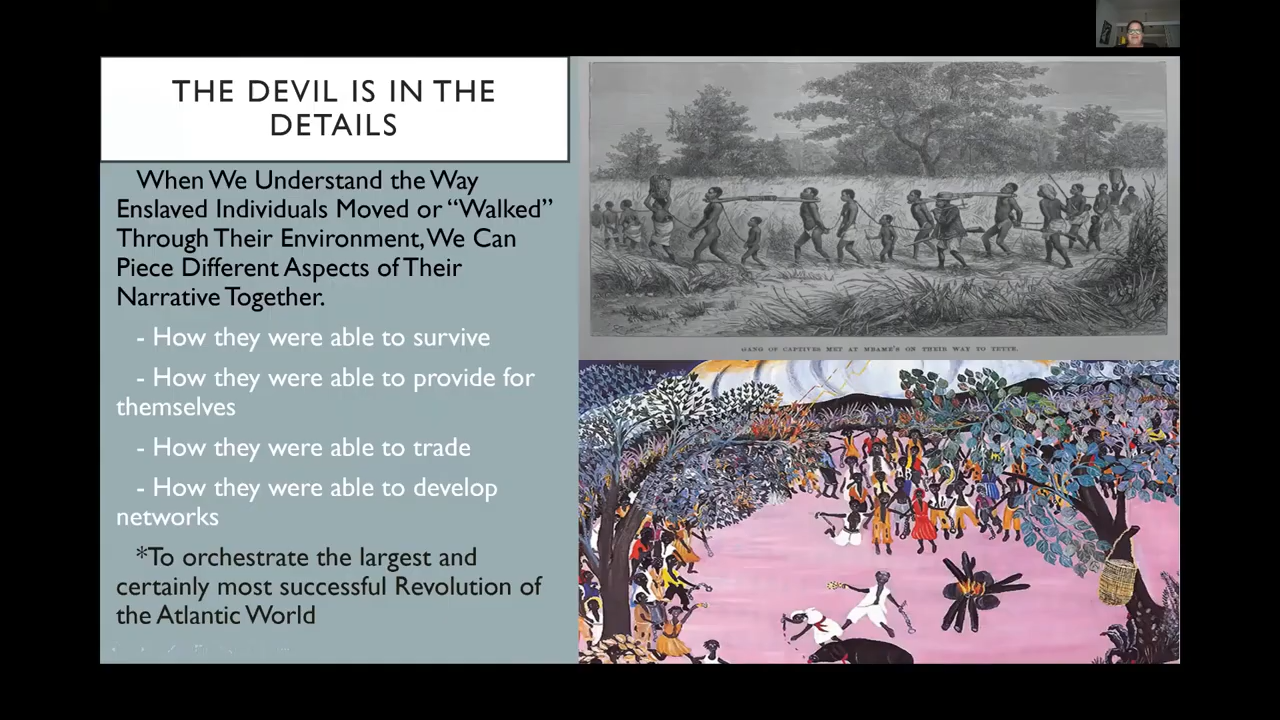 THE DEVIL IS IN THE
DETAILS
When We Understand the Way
Enslaved Individuals Moved or “Walked”
Through Their Environment, We Can
Piece Different Aspects of Their
Narrative Together.
- How they were able to survive
- How they were able to provide for
themselves
- How they were able to trade
- How they were able to develop
networks
*To orchestrate the largest and
certainly most successful Revolution of
the Atlantic World
GANG OF CAPTIVES MET AT MBAME'S ON THEIR WAY TO TETTE.